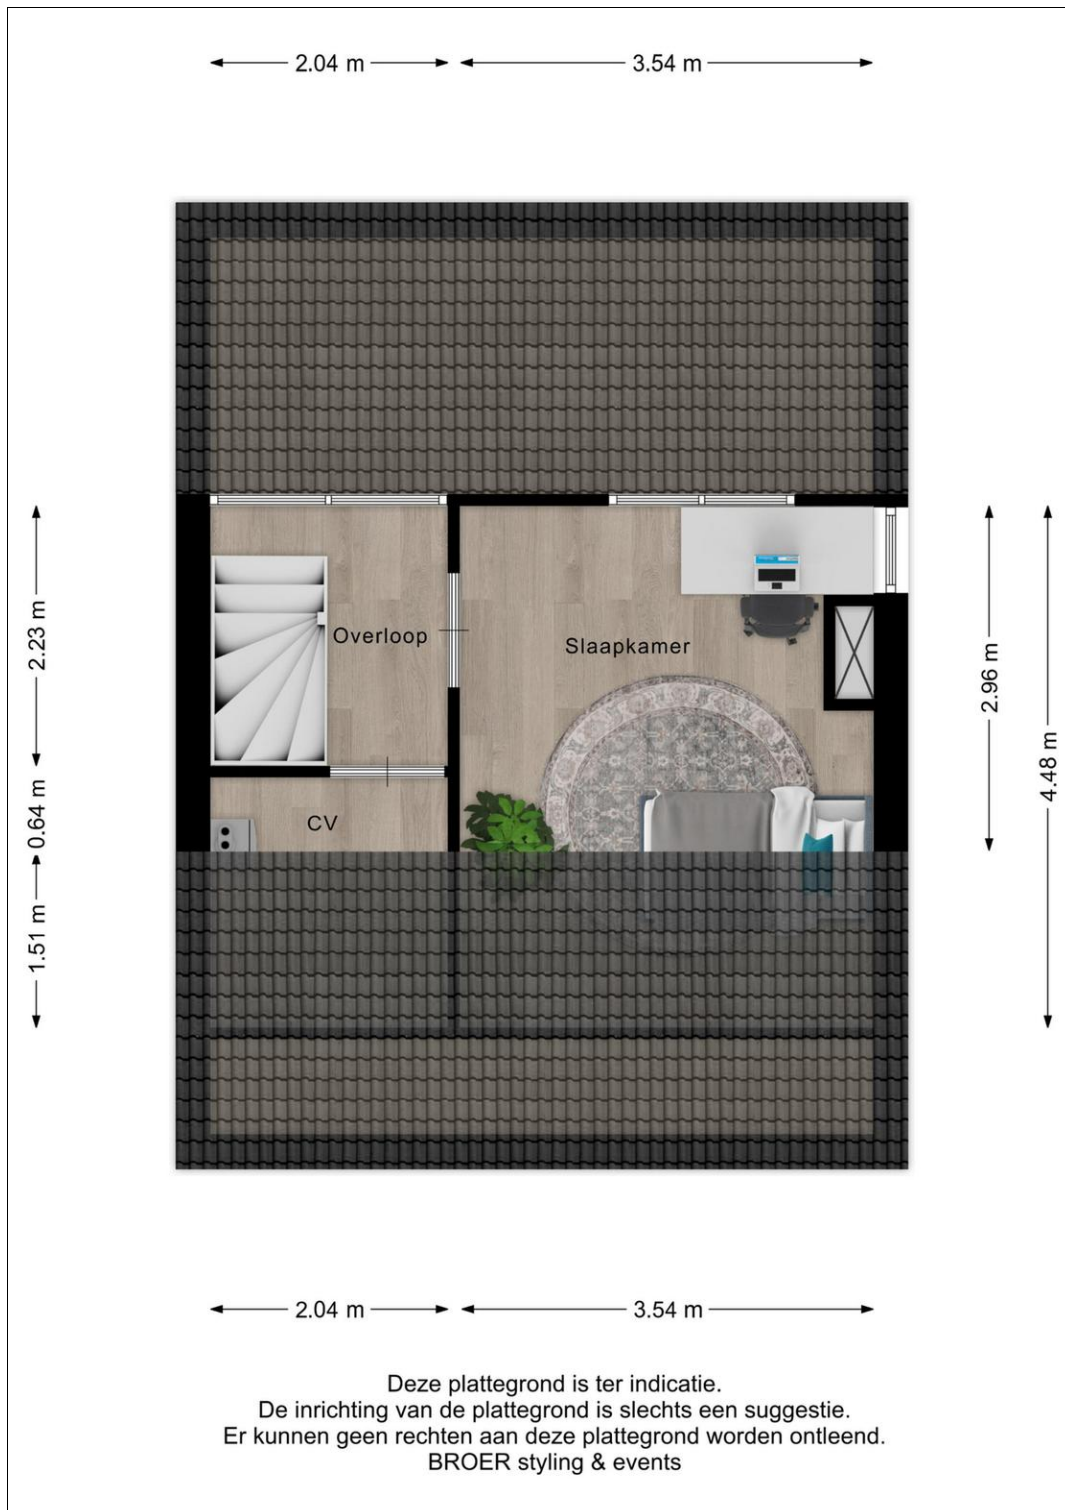 2.04 m
3.54 m
2.23 m
0.64 m
1.51 m
Overloop
Slaapkamer
CV
2.96 m
4.48 m
2.04 m
3.54 m
Deze plattegrond is ter indicatie.
De inrichting van de plattegrond is slechts een suggestie.
Er kunnen geen rechten aan deze plattegrond worden ontleend.
BROER styling & events